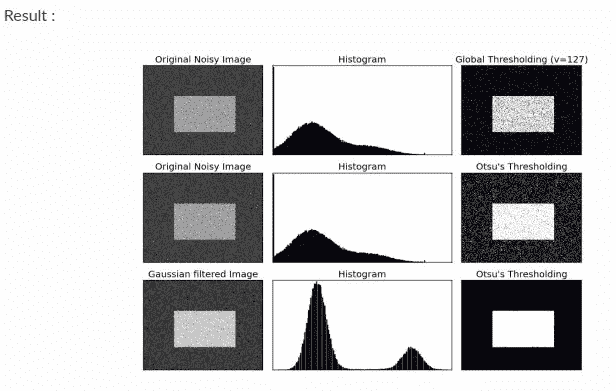 Result :
Original Noisy Image Histogram Global Thresholding (v=127)
Original Noisy Image Histogram Otsu's Thresholding
Gaussian filtered Image Histogram Otsu's Thresholding